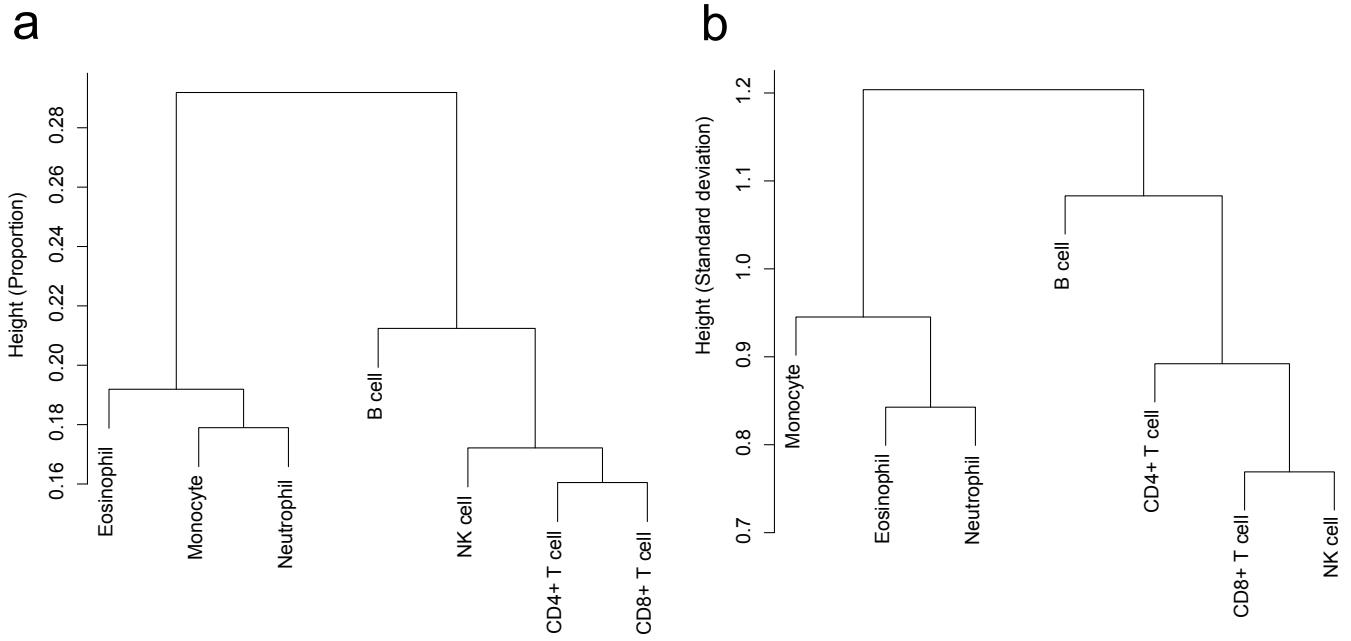 a
Height (Proportion)
0.28
0.26
0.24
0.22
0.20
0.18
0.16
Eosinophil
Monocyte
Neutrophil
B cell
NK cell
CD4+ T cell
CD8+ T cell
b
Height (Standard deviation)
1.2
1.1
1.0
0.9
0.8
0.7
Monocyte
Eosinophil
Neutrophil
B cell
CD4+ T cell
CD8+ T cell
NK cell